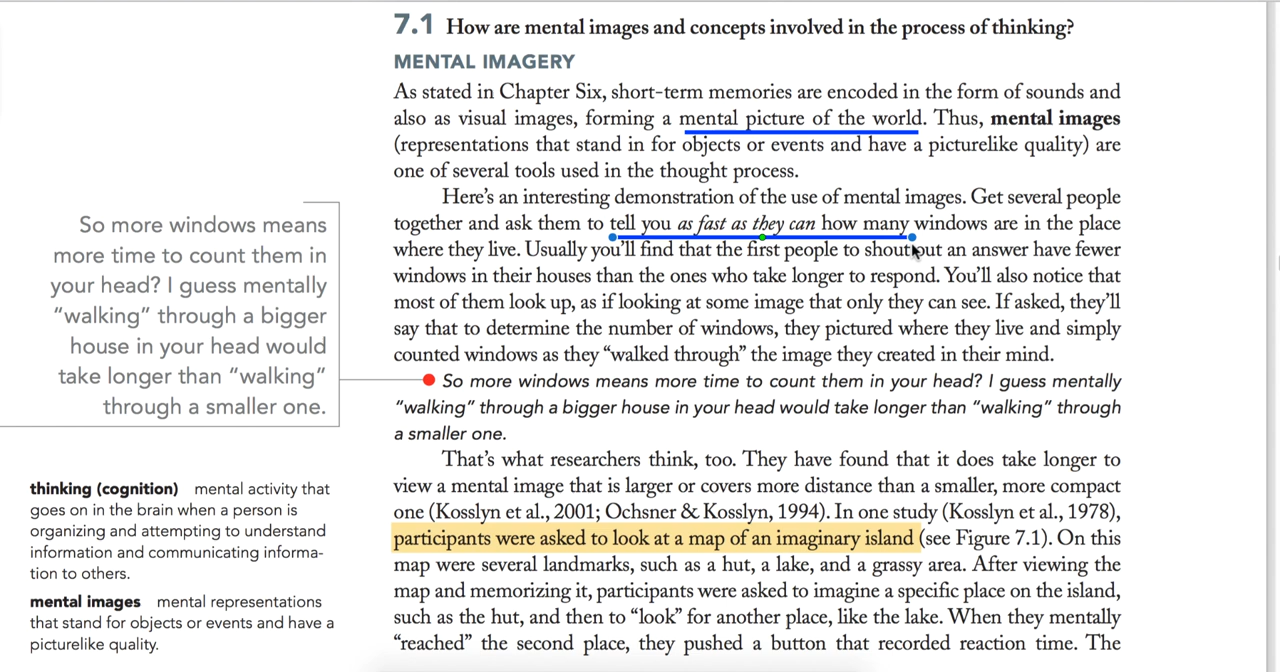 7.1 How are mental images and concepts involved in the process of thinking?
MENTAL IMAGERY
As stated in Chapter Six, short-term memories are encoded in the form of sounds and
also as visual images, forming a mental picture of the world. Thus, mental images
(representations that stand in for objects or events and have a picturelike quality) are
one of several tools used in the thought process.
Here’s an interesting demonstration of the use of mental images. Get several people
together and ask them to tell you as fast as they can how many windows are in the place
where they live. Usually you’ll find that the first people to shout out an answer have fewer
windows in their houses than the ones who take longer to respond. You’ll also notice that
most of them look up, as if looking at some image that only they can see. If asked, they’ll
say that to determine the number of windows, they pictured where they live and simply
counted windows as they “walked through” the image they created in their mind.
So more windows means more time to count them in your head? I guess mentally
“walking” through a bigger house in your head would take longer than “walking” through
a smaller one.
That’s what researchers think, too. They have found that it does take longer to
view a mental image that is larger or covers more distance than a smaller, more compact
one (Kosslyn et al., 2001; Ochsner & Kosslyn, 1994). In one study (Kosslyn et al., 1978),
participants were asked to look at a map of an imaginary island (see Figure 7.1). On this
map were several landmarks, such as a hut, a lake, and a grassy area. After viewing the
map and memorizing it, participants were asked to imagine a specific place on the island,
such as the hut, and then to “look” for another place, like the lake. When they mentally
“reached” the second place, they pushed a button that recorded reaction time. The
So more windows means
more time to count them in
your head? I guess mentally
“walking” through a bigger
house in your head would
take longer than “walking”
through a smaller one.
thinking (cognition) mental activity that
goes on in the brain when a person is
organizing and attempting to understand
information and communicating informa-
tion to others.
mental images mental representations
that stand for objects or events and have a
picturelike quality.